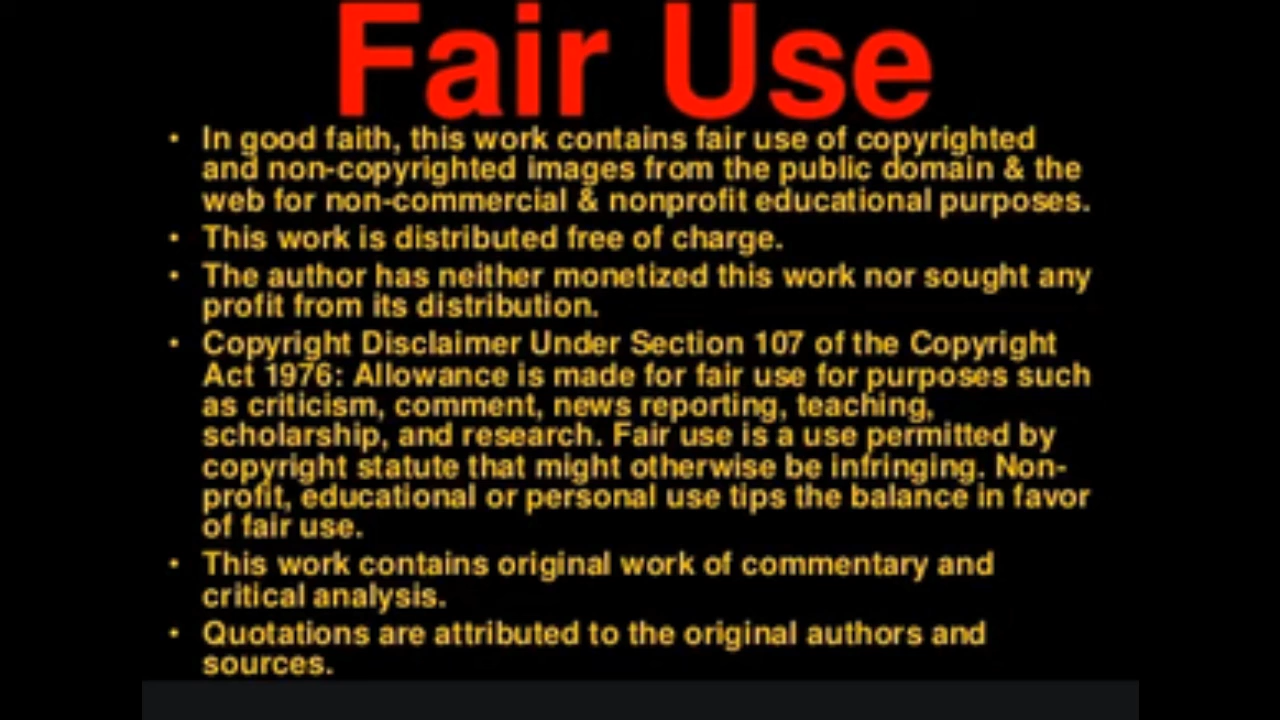 Fair Use
• In good faith, this work contains fair use of copyrighted
and non-copyrighted images from the public domain & the
web for non-commercial & nonprofit educational purposes.
• This work is distributed free of charge.
• The author has neither monetized this work nor sought any
profit from its distribution.
• Copyright Disclaimer Under Section 107 of the Copyright
Act 1976: Allowance is made for fair use for purposes such
as criticism, comment, news reporting, teaching,
scholarship, and research. Fair use is a use permitted by
copyright statute that might otherwise be infringing. Non-
profit, educational or personal use tips the balance in favor
of fair use.
• This work contains original work of commentary and
critical analysis.
• Quotations are attributed to the original authors and
sources.